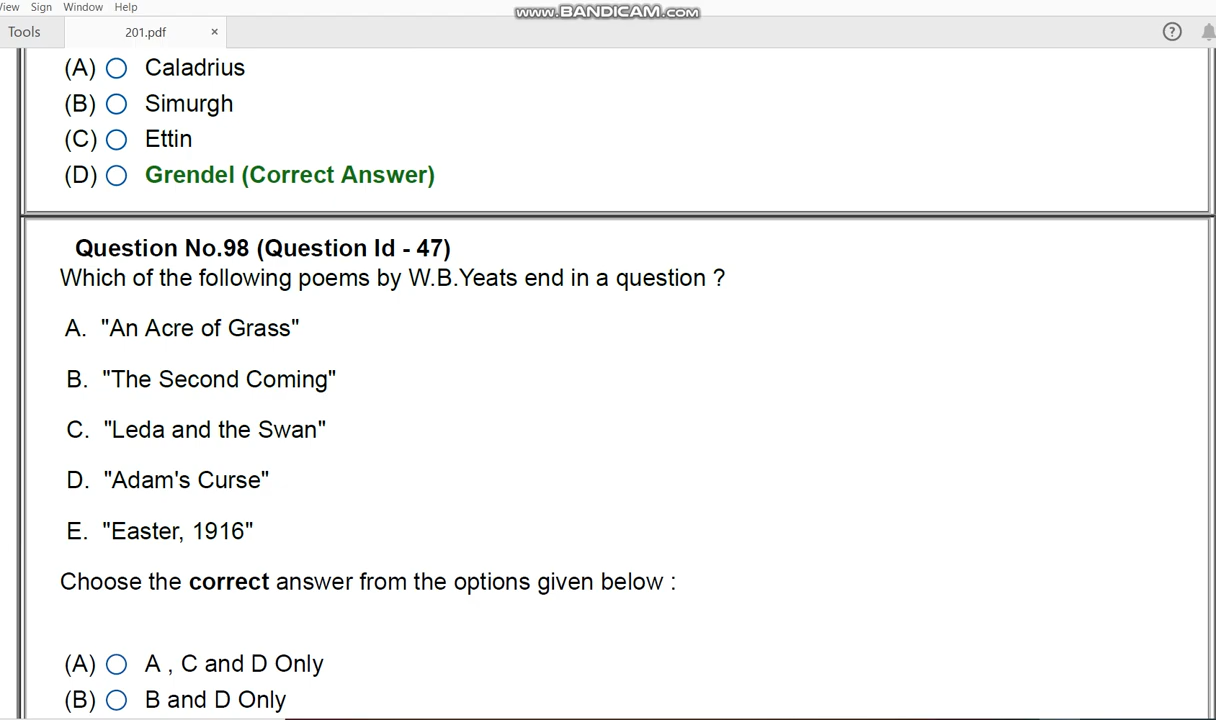 View Sign Window Help
www.BANDICAM.com
Tools 201.pdf × ?
(A) Caladrius
(B) Simurgh
(C) Ettin
(D) Grendel (Correct Answer)
Question No.98 (Question Id - 47)
Which of the following poems by W.B.Yeats end in a question ?
A. "An Acre of Grass"
B. "The Second Coming"
C. "Leda and the Swan"
D. "Adam's Curse"
E. "Easter, 1916"
Choose the correct answer from the options given below :
(A) A , C and D Only
(B) B and D Only